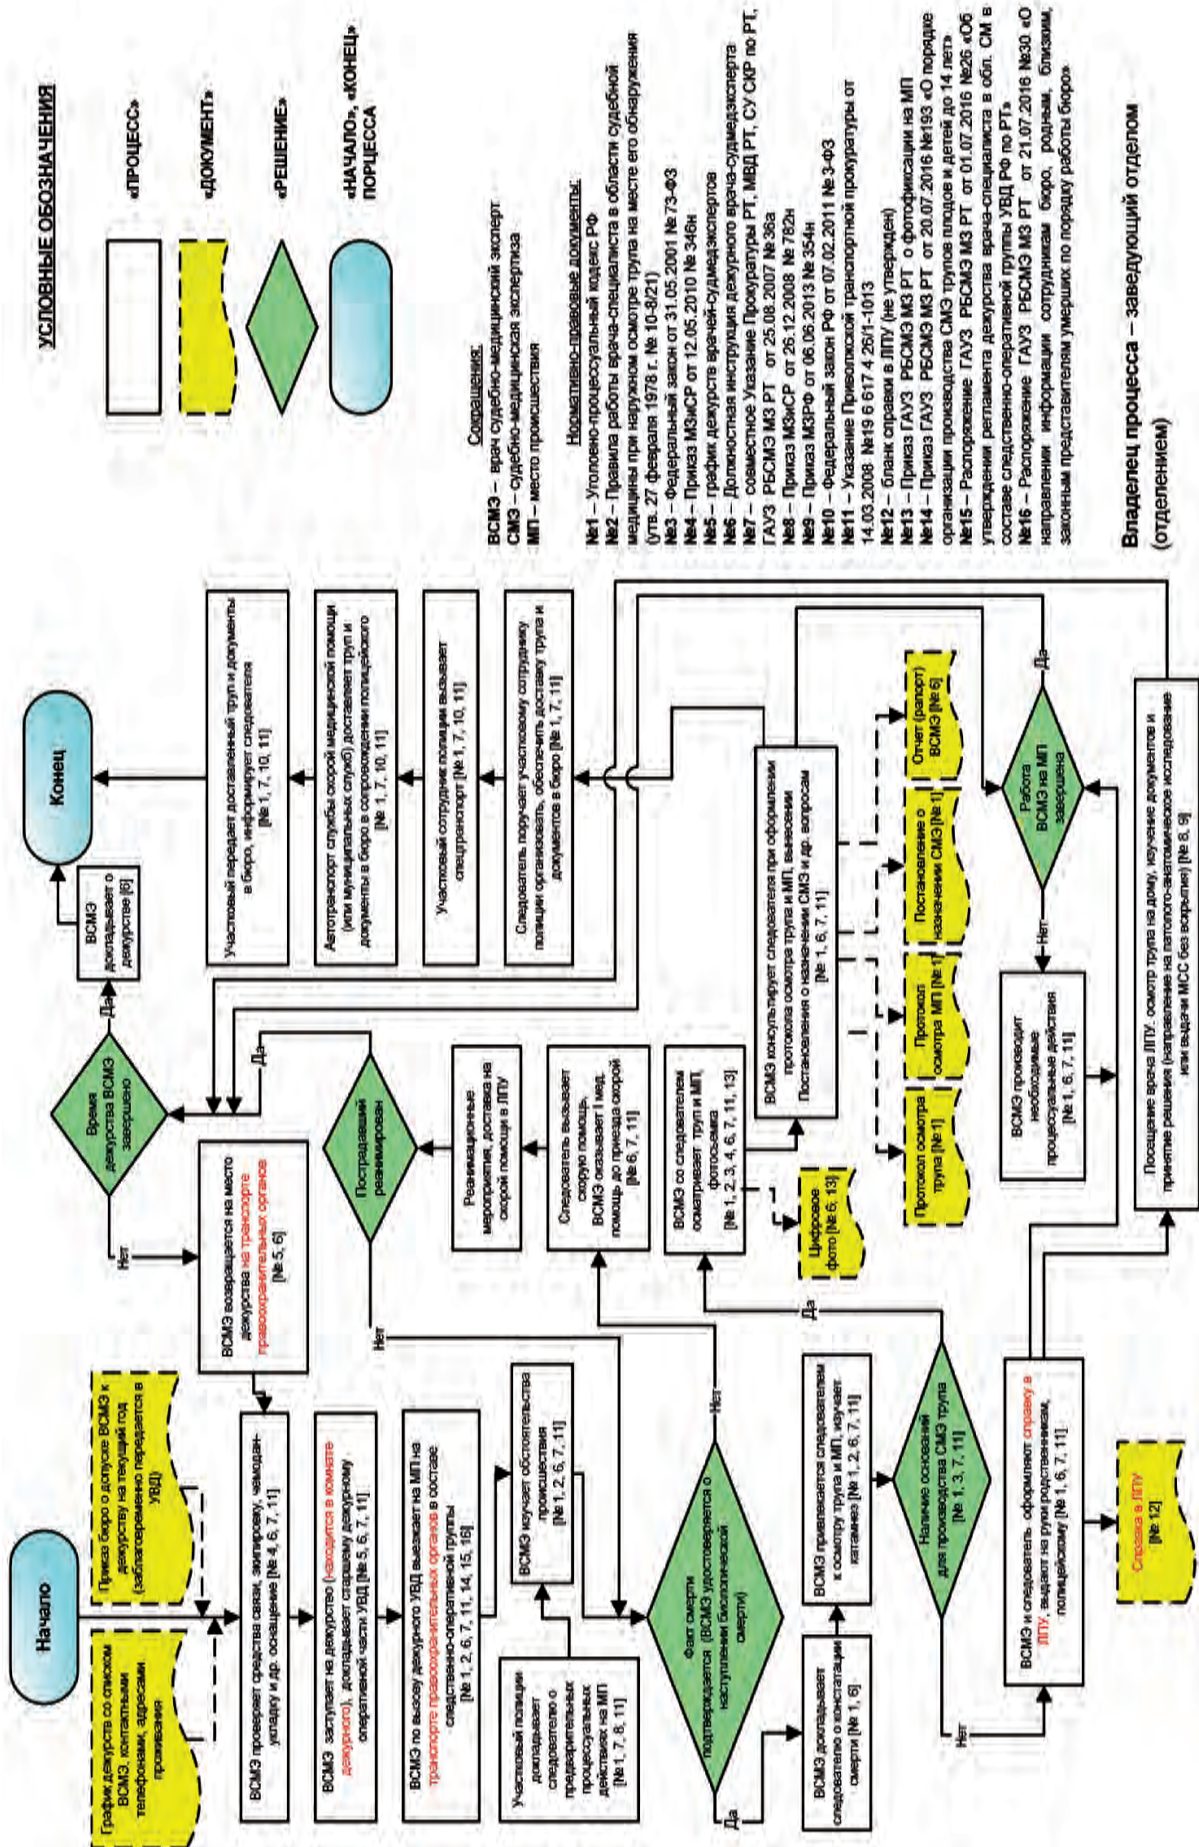 Начало
График дежурств со списком
ВСМЭ, контактными
телефонами, адресами
проживания
Приказ бюро о допуске ВСМЭ к
дежурству на текущий год
(заблаговременно передается в
УВД)
ВСМЭ проверяет средства связи, экипировку, чемодан-
укладку и др. оснащение [№ 4, 6, 7, 11]
ВСМЭ заступает на дежурство (находится в комнате
дежурного), докладывает старшему дежурному
оперативной части УВД [№ 5, 6, 7, 11]
ВСМЭ по вызову дежурного УВД выезжает на МП на
транспорте правоохранительных органов в составе
следственно-оперативной группы
[№ 1, 2, 6, 7, 11, 14, 15, 16]
Участковый полиции
докладывает
следователю о
предварительных
процессуальных
действиях на МП
[№ 1, 7, 8, 11]
ВСМЭ изучает обстоятельства
происшествия
[№ 1, 2, 6, 7, 11]
Факт смерти
подтверждается (ВСМЭ удостоверяется о
наступлении биологической
смерти)
Да
Нет
ВСМЭ докладывает
следователю о констатации
смерти [№ 1, 6]
ВСМЭ привлекается следователем
к осмотру трупа и МП, изучает
катамнез [№ 1, 2, 6, 7, 11]
Наличие оснований
для производства СМЭ трупа
[№ 1, 3, 7, 11]
Нет
Да
ВСМЭ и следователь оформляют справку в
ЛПУ, выдают на руки родственникам,
полицейскому [№ 1, 6, 7, 11]
Справка в ЛПУ
[№ 12]
Время
дежурства ВСМЭ
завершено
Нет
Да
ВСМЭ возвращается на место
дежурства на транспорте
правоохранительных органов
[№ 5, 6]
ВСМЭ
докладывает о
дежурстве [6]
Конец
Пострадавший
реанимирован
Да
Нет
Реанимационные
мероприятия, доставка на
скорой помощи в ЛПУ
Следователь вызывает
скорую помощь,
ВСМЭ оказывает I мед.
помощь до приезда скорой
[№ 6, 7, 11]
ВСМЭ со следователем
осматривает труп и МП,
фотосъемка
[№ 1, 2, 3, 4, 6, 7, 11, 13]
Цифровое
фото [№ 6, 13]
Участковый передает доставленный труп и документы
в бюро, информирует следователя
[№ 1, 7, 10, 11]
Автотранспорт службы скорой медицинской помощи
(или муниципальных служб) доставляет труп и
документы в бюро в сопровождении полицейского
[№ 1, 7, 10, 11]
Участковый сотрудник полиции вызывает
спецтранспорт [№ 1, 7, 10, 11]
Следователь поручает участковому сотруднику
полиции организовать, обеспечить доставку трупа и
документов в бюро [№ 1, 7, 11]
ВСМЭ консультирует следователя при оформлении
протокола осмотра трупа и МП, вынесении
Постановления о назначении СМЭ и др. вопросам
[№ 1, 6, 7, 11]
Протокол осмотра
трупа [№ 1]
Протокол
осмотра МП [№ 1]
Постановление о
назначении СМЭ [№ 1]
Отчет (рапорт)
ВСМЭ [№ 6]
Работа
ВСМЭ на МП
завершена
Нет
Да
ВСМЭ производит
необходимые
процессуальные действия
[№ 1, 6, 7, 11]
Посещение врача ЛПУ, осмотр трупа на дому, изучение документов и
принятие решения (направление на патолого-анатомическое исследование
или выдачи МСС без вскрытия) [№ 8, 9]
УСЛОВНЫЕ ОБОЗНАЧЕНИЯ
«ПРОЦЕСС»
«ДОКУМЕНТ»
«РЕШЕНИЕ»
«НАЧАЛО», «КОНЕЦ»
ПОРЦЕССА
Сокращения:
ВСМЭ – врач судебно-медицинский эксперт
СМЭ – судебно-медицинская экспертиза
МП – место происшествия
Нормативно-правовые документы:
№1 – Уголовно-процессуальный кодекс РФ
№2 – Правила работы врача-специалиста в области судебной
медицины при наружном осмотре трупа на месте его обнаружения
(утв. 27 февраля 1978 г. № 10-8/21)
№3 – Федеральный закон от 31.05.2001 № 73-ФЗ
№4 – Приказ МЗиСР от 12.05.2010 № 346н
№5 – график дежурств врачей-судмедэкспертов
№6 – Должностная инструкция дежурного врача-судмедэксперта
№7 – совместное Указание Прокуратуры РТ, МВД РТ, СУ СКР по РТ,
ГАУЗ РБСМЭ МЗ РТ от 25.08.2007 № 36а
№8 – Приказ МЗиСР от 26.12.2008 № 782н
№9 – Приказ МЗРФ от 06.06.2013 № 354н
№10 – Федеральный закон РФ от 07.02.2011 № 3-ФЗ
№11 – Указание Приволжской транспортной прокуратуры от
14.03.2008: №19 6 617 4 26/1-1013
№12 – бланк справки в ЛПУ (не утвержден)
№13 – Приказ ГАУЗ РБСМЭ МЗ РТ о фотофиксации на МП
№14 – Приказ ГАУЗ РБСМЭ МЗ РТ от 20.07.2016 №193 «О порядке
организации производства СМЭ трупов плодов и детей до 14 лет»
№15 – Распоряжение ГАУЗ РБСМЭ МЗ РТ от 01.07.2016 №26 «Об
утверждении регламента дежурства врача-специалиста в обл. СМ в
составе следственно-оперативной группы УВД РФ по РТ»
№16 – Распоряжение ГАУЗ РБСМЭ МЗ РТ от 21.07.2016 №30 «О
направлении информации сотрудникам бюро, родным, близким,
законным представителям умерших по порядку работы бюро»
Владелец процесса – заведующий отделом
(отделением)